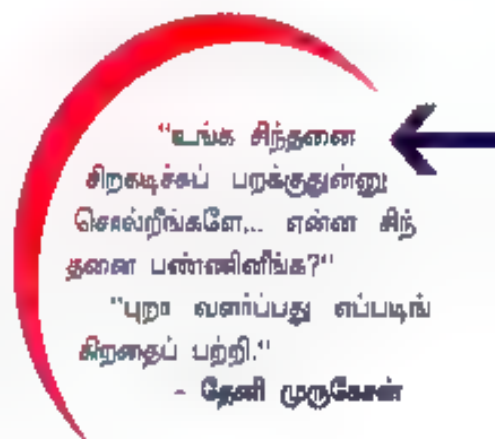 "உங்க சிந்தனை
சிறகடிச்சுப் பறக்குதுன்னு
சொல்றீங்களே... என்ன சிந்
தனை பண்ணினீங்க?"
"புறா வளர்ப்பது எப்படிங்
கிறதைப் பற்றி."
- தேனி முருகேசன்